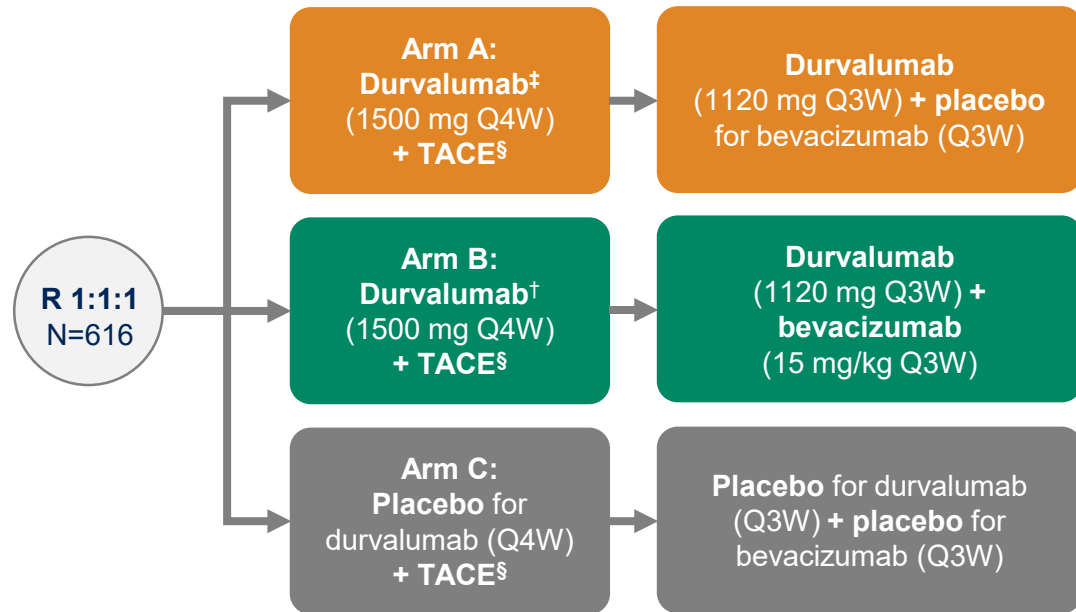 R 1:1:1
N=616
Arm A:
Durvalumab‡
(1500 mg Q4W)
+ TACE§
Durvalumab
(1120 mg Q3W) + placebo
for bevacizumab (Q3W)
Arm B:
Durvalumab†
(1500 mg Q4W)
+ TACE§
Durvalumab
(1120 mg Q3W) +
bevacizumab
(15 mg/kg Q3W)
Arm C:
Placebo for
durvalumab (Q4W)
+ TACE§
Placebo for durvalumab
(Q3W) + placebo for
bevacizumab (Q3W)